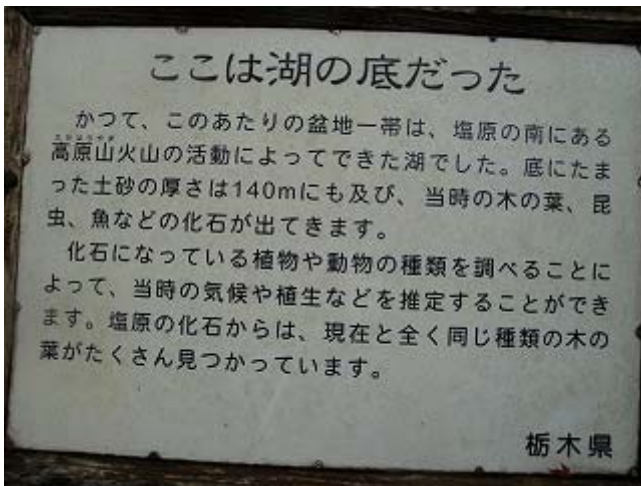 ここは湖の底だった
かつて、このあたりの盆地一帯は、塩原の南にある
高原山火山の活動によってできた湖でした。底にたま
った土砂の厚さは140mにも及び、当時の木の葉、昆
虫、魚などの化石が出てきます。
化石になっている植物や動物の種類を調べることに
よって、当時の気候や植生などを推定することができ
ます。塩原の化石からは、現在と全く同じ種類の木の
葉がたくさん見つかっています。
栃木県